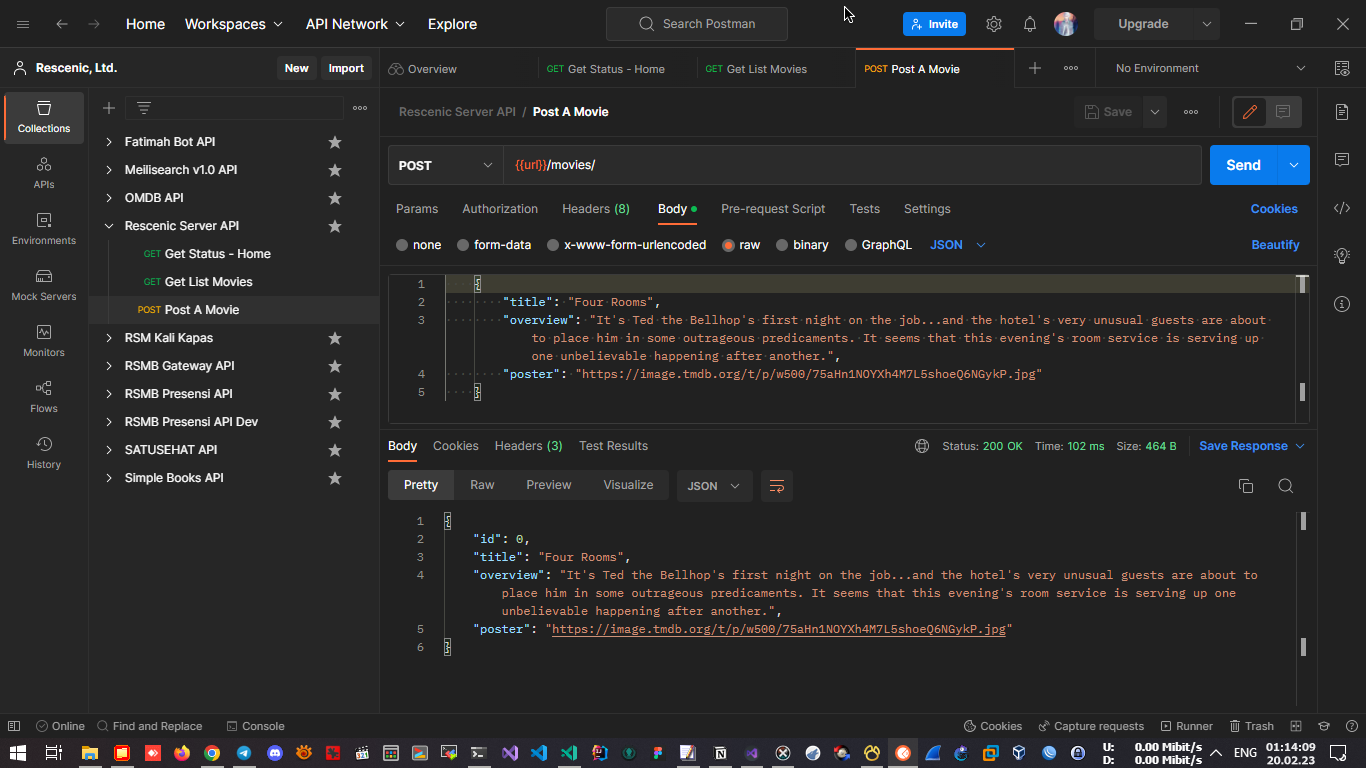 Home Workspaces API Network Explore Search Postman Invite Upgrade
Rescenic, Ltd. New Import Overview GET Get Status - Home GET Get List Movies POST Post A Movie No Environment
Collections
APIs
Environments
Mock Servers
Monitors
Flows
History
Fatimah Bot API
Meilisearch v1.0 API
OMDB API
Rescenic Server API
GET Get Status - Home
GET Get List Movies
POST Post A Movie
RSM Kali Kapas
RSMB Gateway API
RSMB Presensi API
RSMB Presensi API Dev
SATUSEHAT API
Simple Books API
Rescenic Server API / Post A Movie Save
POST {{url}}/movies/ Send
Params Authorization Headers (8) Body Pre-request Script Tests Settings Cookies
none form-data x-www-form-urlencoded raw binary GraphQL JSON Beautify
1 {
2 "title": "Four Rooms",
3 "overview": "It's Ted the Bellhop's first night on the job...and the hotel's very unusual guests are about
to place him in some outrageous predicaments. It seems that this evening's room service is serving up
one unbelievable happening after another.",
4 "poster": "https://image.tmdb.org/t/p/w500/75aHn1NOYXh4M7L5shoeQ6NGykP.jpg"
5 }
Body Cookies Headers (3) Test Results Status: 200 OK Time: 102 ms Size: 464 B Save Response
Pretty Raw Preview Visualize JSON
1 {
2 "id": 0,
3 "title": "Four Rooms",
4 "overview": "It's Ted the Bellhop's first night on the job...and the hotel's very unusual guests are about to
place him in some outrageous predicaments. It seems that this evening's room service is serving up one
unbelievable happening after another.",
5 "poster": "https://image.tmdb.org/t/p/w500/75aHn1NOYXh4M7L5shoeQ6NGykP.jpg"
6 }
Online Find and Replace Console Cookies Capture requests Runner Trash
U: 0.00 Mibit/s
D: 0.00 Mibit/s
ENG
01:14:09
20.02.23